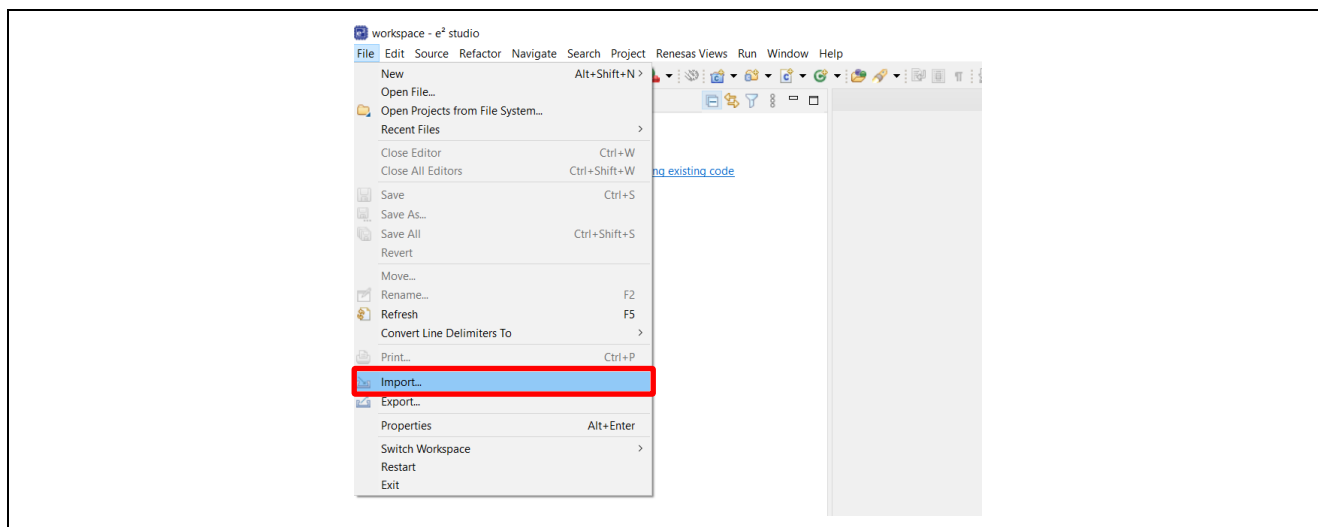 workspace - e² studio
File Edit Source Refactor Navigate Search Project Renesas Views Run Window Help
New Alt+Shift+N >
Open File...
Open Projects from File System...
Recent Files >
Close Editor Ctrl+W
Close All Editors Ctrl+Shift+W
ng existing code
Save Ctrl+S
Save As...
Save All Ctrl+Shift+S
Revert
Move...
Rename... F2
Refresh F5
Convert Line Delimiters To >
Print... Ctrl+P
Import...
Export...
Properties Alt+Enter
Switch Workspace >
Restart
Exit